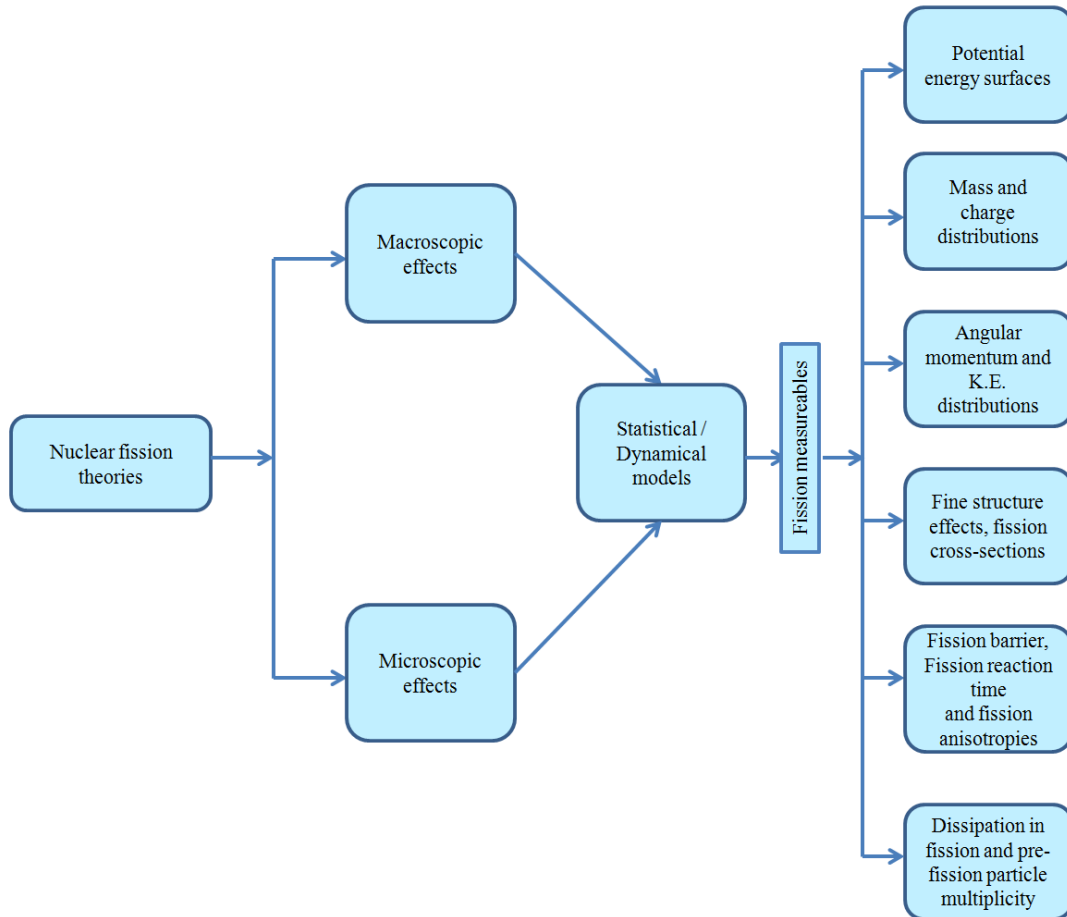 Nuclear fission
theories
Macroscopic
effects
Microscopic
effects
Statistical /
Dynamical
models
Fission measureables
Potential
energy surfaces
Mass and
charge
distributions
Angular
momentum and
K.E.
distributions
Fine structure
effects, fission
cross-sections
Fission barrier,
Fission reaction
time
and fission
anisotropies
Dissipation in
fission and pre-
fission particle
multiplicity